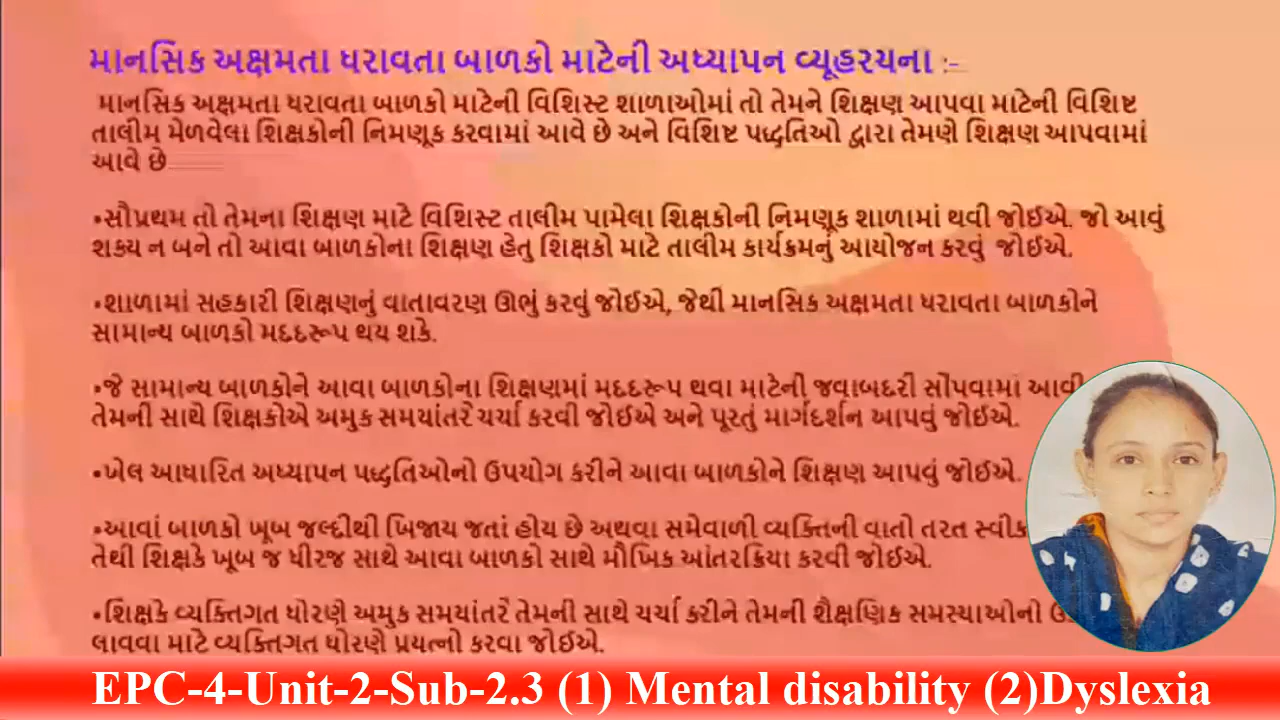 માનસિક અક્ષમતા ધરાવતા બાળકો માટેની અધ્યાપન વ્યૂહરચના :-
માનસિક અક્ષમતા ધરાવતા બાળકો માટેની વિશિસ્ટ શાળાઓમાં તો તેમને શિક્ષણ આપવા માટેની વિશિષ્ટ
તાલીમ મેળવેલા શિક્ષકોની નિમણૂક કરવામાં આવે છે અને વિશિષ્ટ પદ્ધતિઓ દ્વારા તેમણે શિક્ષણ આપવામાં
આવે છે
•સૌપ્રથમ તો તેમના શિક્ષણ માટે વિશિસ્ટ તાલીમ પામેલા શિક્ષકોની નિમણૂક શાળામાં થવી જોઈએ. જો આવું
શક્ય ન બને તો આવા બાળકોના શિક્ષણ હેતુ શિક્ષકો માટે તાલીમ કાર્યક્રમનું આયોજન કરવું જોઈએ.
•શાળામાં સહકારી શિક્ષણનું વાતાવરણ ઊભું કરવું જોઈએ, જેથી માનસિક અક્ષમતા ધરાવતા બાળકોને
સામાન્ય બાળકો મદદરૂપ થય શકે.
•જે સામાન્ય બાળકોને આવા બાળકોના શિક્ષણમાં મદદરૂપ થવા માટેની જવાબદરી સોંપવામાં આવી
તેમની સાથે શિક્ષકોએ અમુક સમયાંતરે ચર્ચા કરવી જોઈએ અને પૂરતું માર્ગદર્શન આપવું જોઈએ.
•ખેલ આધારિત અધ્યાપન પદ્ધતિઓનો ઉપયોગ કરીને આવા બાળકોને શિક્ષણ આપવું જોઈએ.
•આવાં બાળકો ખૂબ જલ્દીથી ખિજાય જતાં હોય છે અથવા સમેવાળી વ્યક્તિની વાતો તરત
તેથી શિક્ષકે ખૂબ જ ધીરજ સાથે આવા બાળકો સાથે મૌખિક આંતરક્રિયા કરવી જોઈએ.
•શિક્ષકે વ્યક્તિગત ધોરણે અમુક સમયાંતરે તેમની સાથે ચર્ચા કરીને તેમની શૈક્ષણિક સમસ્યાઓનો
લાવવા માટે વ્યક્તિગત ધોરણે પ્રયત્નો કરવા જોઈએ.
EPC-4-Unit-2-Sub-2.3 (1) Mental disability (2)Dyslexia